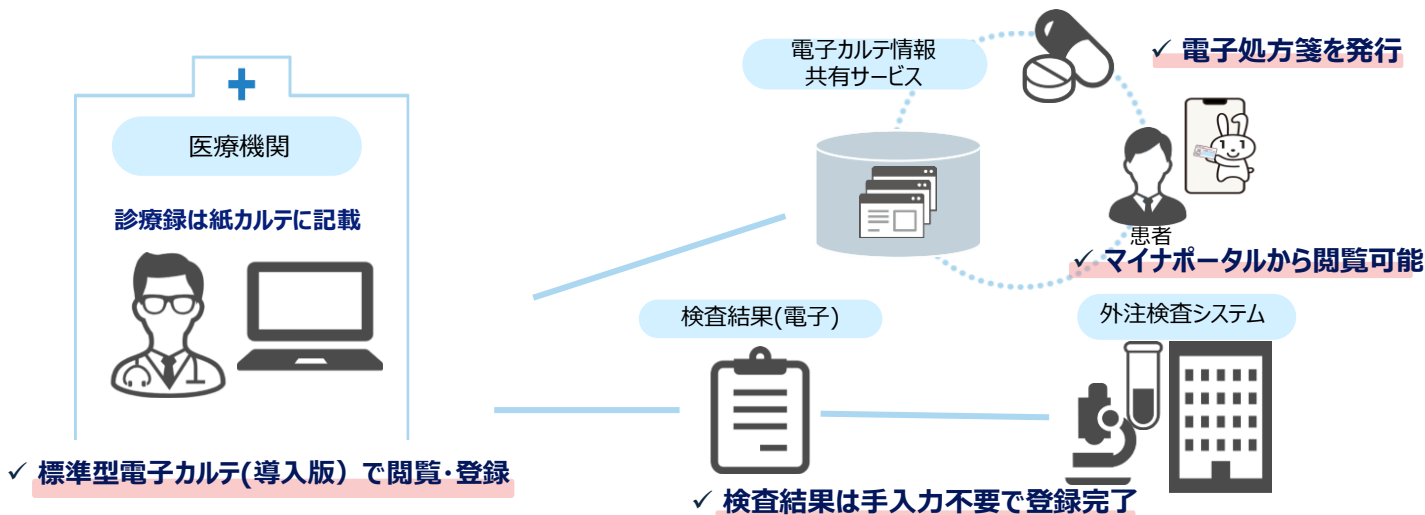 医療機関
診療録は紙カルテに記載
✓ 標準型電子カルテ(導入版）で閲覧・登録
電子カルテ情報
共有サービス
✓ 電子処方箋を発行
患者
✓ マイナポータルから閲覧可能
検査結果(電子)
外注検査システム
✓ 検査結果は手入力不要で登録完了